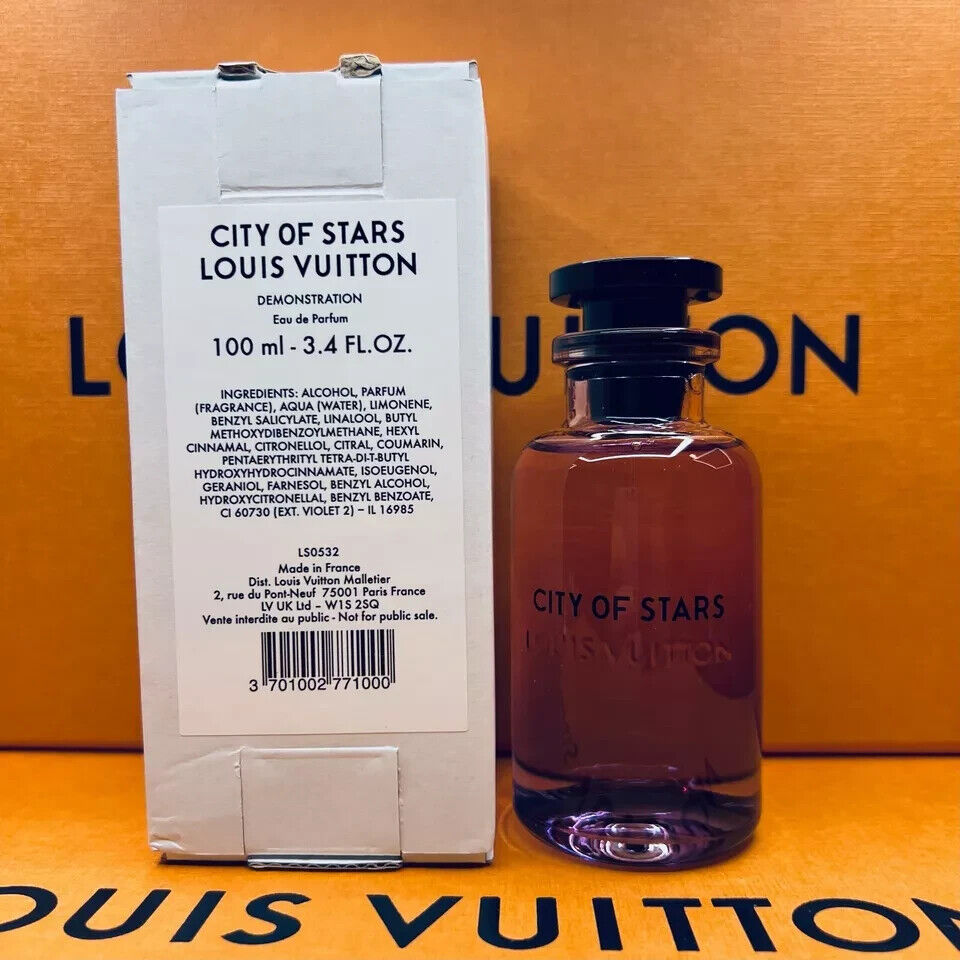 CITY OF STARS
LOUIS VUITTON
DEMONSTRATION
Eau de Parfum
100 ml - 3.4 FL.OZ.
INGREDIENTS: ALCOHOL, PARFUM
(FRAGRANCE), AQUA (WATER), LIMONENE,
BENZYL SALICYLATE, LINALOOL, BUTYL
METHOXYDIBENZOYLMETHANE, HEXYL
CINNAMAL, CITRONELLOL, CITRAL, COUMARIN,
PENTAERYTHRITYL TETRA-DI-T-BUTYL
HYDROXYHYDROCINNAMATE, ISOEUGENOL,
GERANIOL, FARNESOL, BENZYL ALCOHOL,
HYDROXYCITRONELLAL, BENZYL BENZOATE,
CI 60730 (EXT. VIOLET 2) – IL 16985
LS0532
Made in France
Dist. Louis Vuitton Malletier
2, rue du Pont-Neuf 75001 Paris France
LV UK Ltd – W1S 2SQ
Vente interdite au public - Not for public sale.
3 701002 771000
CITY OF STARS
LOUIS VUITTON
L UITTON
OUIS VUITTON